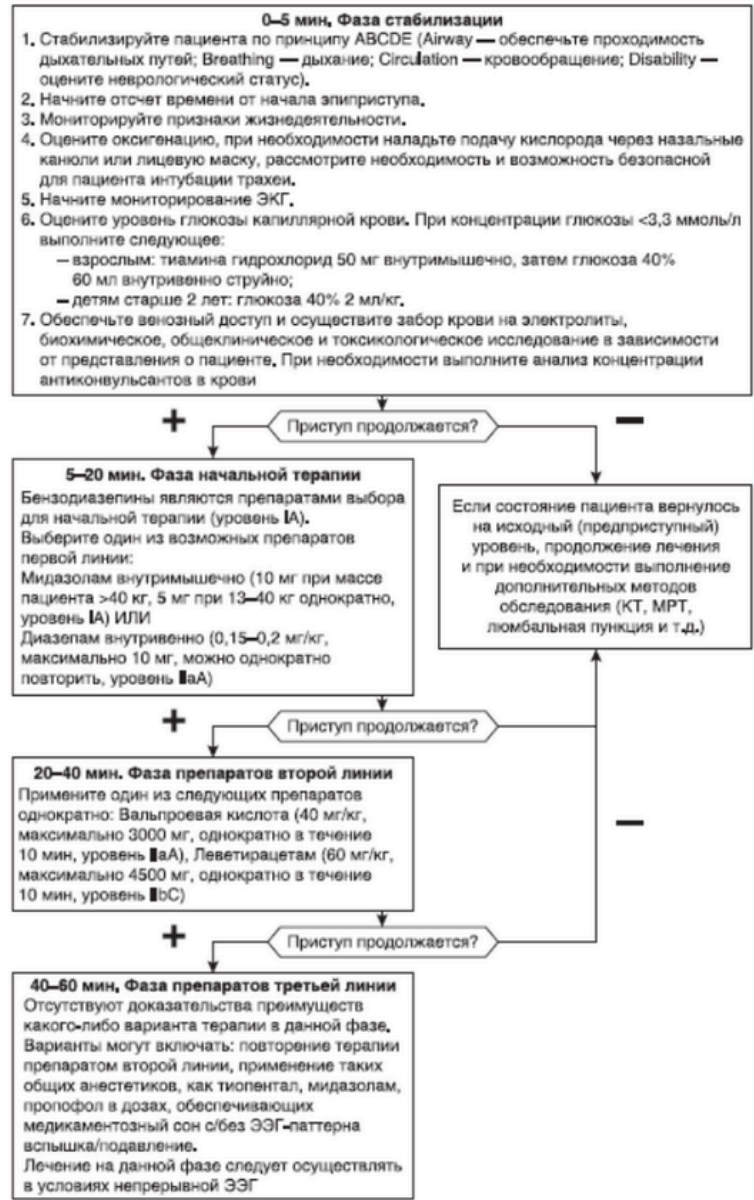 0–5 мин. Фаза стабилизации
1. Стабилизируйте пациента по принципу ABCDE (Airway — обеспечьте проходимость
дыхательных путей; Breathing — дыхание; Circulation — кровообращение; Disability —
оцените неврологический статус).
2. Начните отсчет времени от начала эпиприступа.
3. Мониторируйте признаки жизнедеятельности.
4. Оцените оксигенацию, при необходимости наладьте подачу кислорода через назальные
канюли или лицевую маску, рассмотрите необходимость и возможность безопасной
для пациента интубации трахеи.
5. Начните мониторирование ЭКГ.
6. Оцените уровень глюкозы капиллярной крови. При концентрации глюкозы <3,3 ммоль/л
выполните следующее:
— взрослым: тиамина гидрохлорид 50 мг внутримышечно, затем глюкоза 40%
60 мл внутривенно струйно;
— детям старше 2 лет: глюкоза 40% 2 мл/кг.
7. Обеспечьте венозный доступ и осуществите забор крови на электролиты,
биохимическое, общеклиническое и токсикологическое исследование в зависимости
от представления о пациенте. При необходимости выполните анализ концентрации
антиконвульсантов в крови
+
Приступ продолжается?
—
5–20 мин. Фаза начальной терапии
Бензодиазепины являются препаратами выбора
для начальной терапии (уровень IA).
Выберите один из возможных препаратов
первой линии:
Мидазолам внутримышечно (10 мг при массе
пациента >40 кг, 5 мг при 13–40 кг однократно,
уровень IA) ИЛИ
Диазепам внутривенно (0,15–0,2 мг/кг,
максимально 10 мг, можно однократно
повторить, уровень IIaA)
Если состояние пациента вернулось
на исходный (предприступный)
уровень, продолжение лечения
и при необходимости выполнение
дополнительных методов
обследования (КТ, МРТ,
люмбальная пункция и т.д.)
+
Приступ продолжается?
20–40 мин. Фаза препаратов второй линии
Примените один из следующих препаратов
однократно: Вальпроевая кислота (40 мг/кг,
максимально 3000 мг, однократно в течение
10 мин, уровень IIaA), Леветирацетам (60 мг/кг,
максимально 4500 мг, однократно в течение
10 мин, уровень IIbC)
—
+
Приступ продолжается?
40–60 мин. Фаза препаратов третьей линии
Отсутствуют доказательства преимуществ
какого-либо варианта терапии в данной фазе.
Варианты могут включать: повторение терапии
препаратом второй линии, применение таких
общих анестетиков, как тиопентал, мидазолам,
пропофол в дозах, обеспечивающих
медикаментозный сон с/без ЭЭГ-паттерна
вспышка/подавление.
Лечение на данной фазе следует осуществлять
в условиях непрерывной ЭЭГ